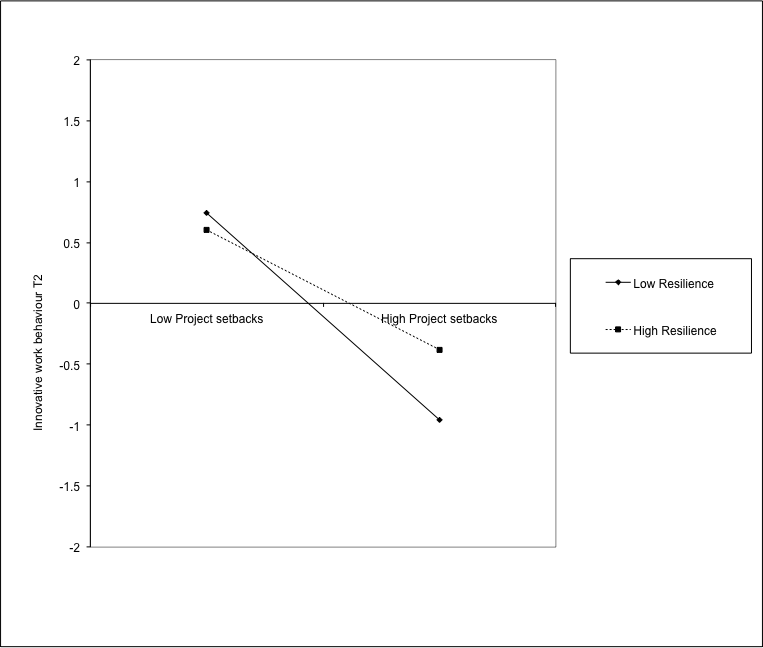 2
1.5
1
0.5
0
-0.5
-1
-1.5
-2
Innovative work behaviour T2
Low Project setbacks
High Project setbacks
Low Resilience
High Resilience